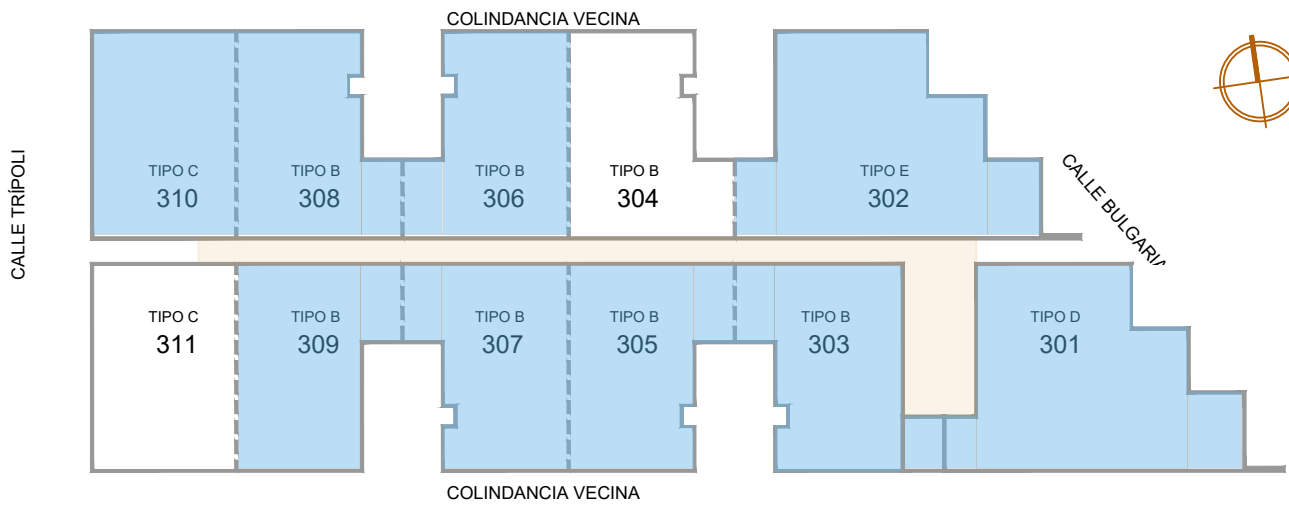 COLINDANCIA VECINA
CALLE TRÍPOLI
TIPO C
310
TIPO B
308
TIPO B
306
TIPO B
304
TIPO E
302
CALLE BULGARIA
TIPO C
311
TIPO B
309
TIPO B
307
TIPO B
305
TIPO B
303
TIPO D
301
COLINDANCIA VECINA